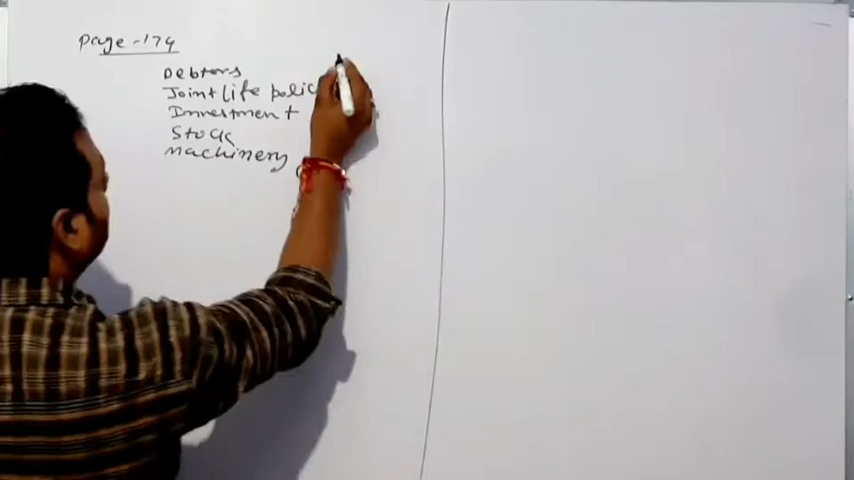 Page-174
Debtors
Joint Life polic
Investment
Stock
Machinery